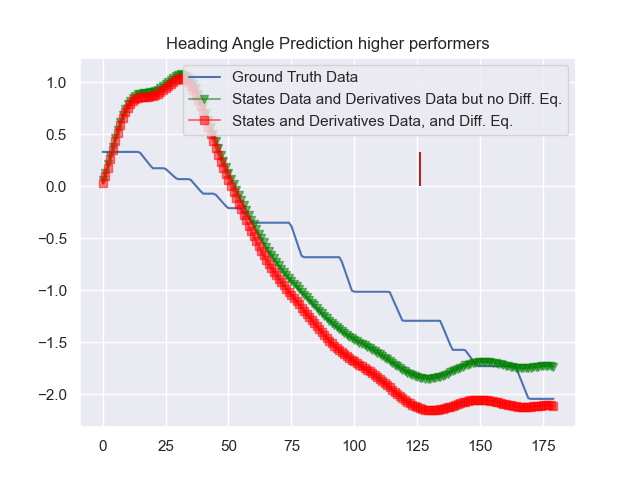 Heading Angle Prediction higher performers
Ground Truth Data
States Data and Derivatives Data but no Diff. Eq.
States and Derivatives Data, and Diff. Eq.
1.0
0.5
0.0
−0.5
−1.0
−1.5
−2.0
0 25 50 75 100 125 150 175